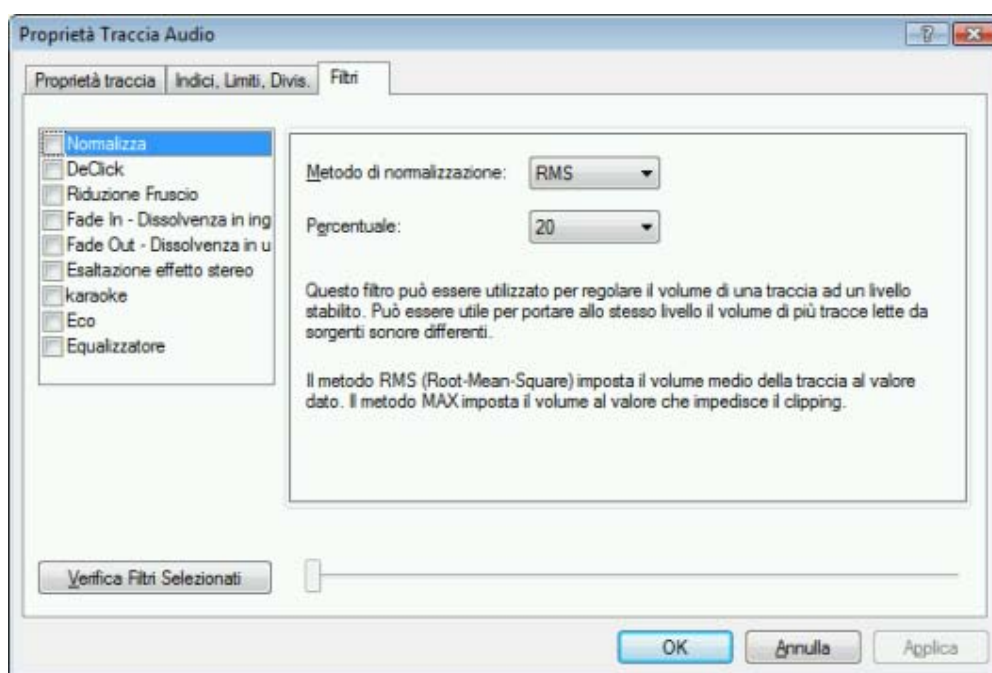 Proprietà Traccia Audio
Proprietà traccia
Indici, Limiti, Divis.
Filtri
Normalizza
DeClick
Riduzione Fruscio
Fade In - Dissolvenza in ing
Fade Out - Dissolvenza in u
Esaltazione effetto stereo
karaoke
Eco
Equalizzatore
Metodo di normalizzazione: RMS
Percentuale: 20
Questo filtro può essere utilizzato per regolare il volume di una traccia ad un livello
stabilito. Può essere utile per portare allo stesso livello il volume di più tracce lette da
sorgenti sonore differenti.
Il metodo RMS (Root-Mean-Square) imposta il volume medio della traccia al valore
dato. Il metodo MAX imposta il volume al valore che impedisce il clipping.
Verifica Filtri Selezionati
OK
Annulla
Applica